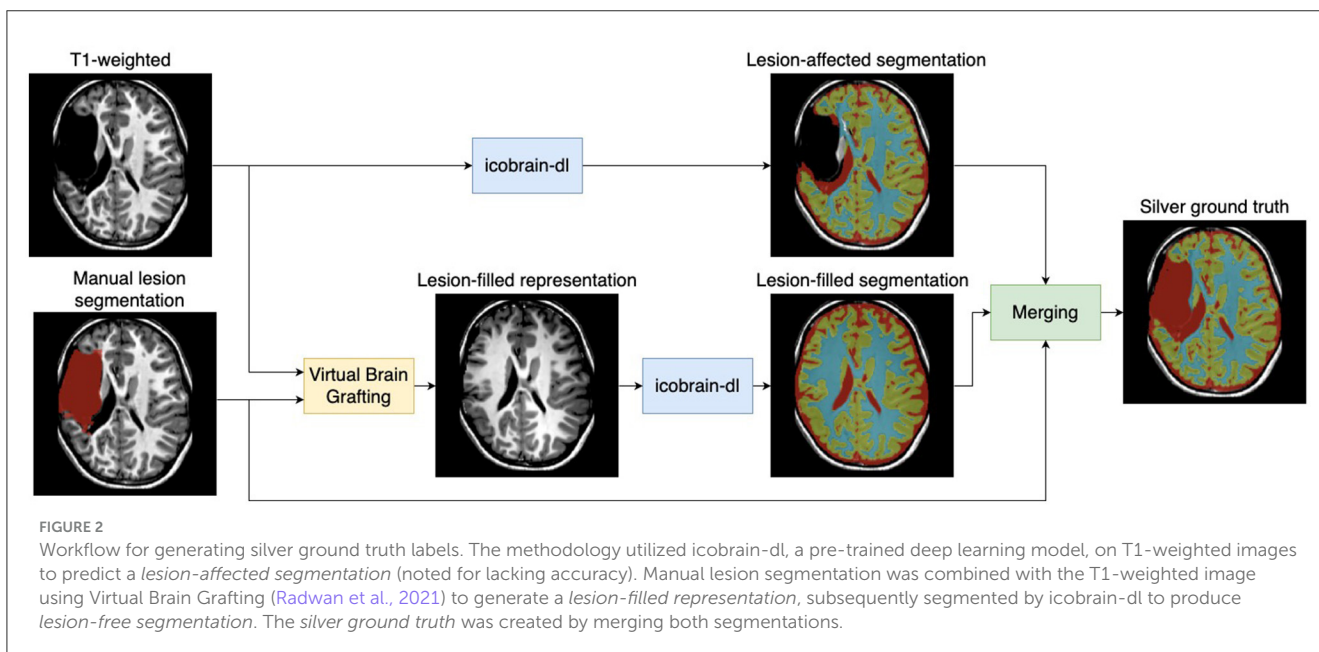 T1-weighted
Lesion-affected segmentation
icobrain-dl
Silver ground truth
Manual lesion
segmentation
Lesion-filled representation
Lesion-filled segmentation
Merging
Virtual Brain
Grafting
icobrain-dl
FIGURE 2
Workflow for generating silver ground truth labels. The methodology utilized icobrain-dl, a pre-trained deep learning model, on T1-weighted images
to predict a lesion-affected segmentation (noted for lacking accuracy). Manual lesion segmentation was combined with the T1-weighted image
using Virtual Brain Grafting (Radwan et al., 2021) to generate a lesion-filled representation, subsequently segmented by icobrain-dl to produce
lesion-free segmentation. The silver ground truth was created by merging both segmentations.